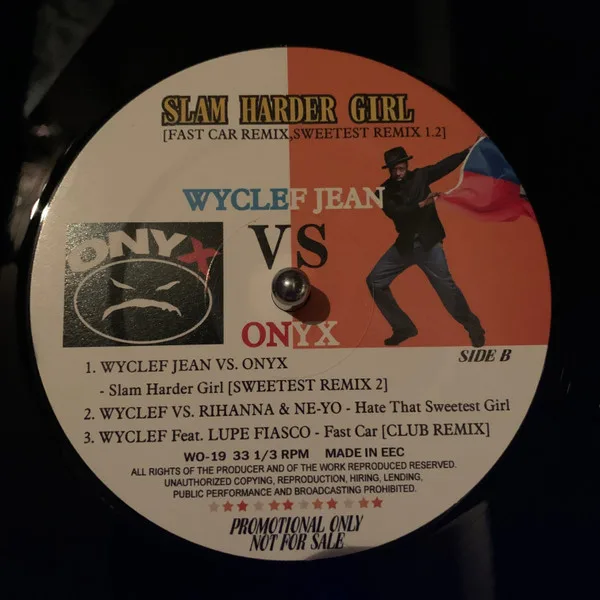 SLAM HARDER GIRL
[FAST CAR REMIX,SWEETEST REMIX 1.2]
WYCLEF JEAN
VS
ONYX
ONYX
SIDE B
1. WYCLEF JEAN VS. ONYX
- Slam Harder Girl [SWEETEST REMIX 2]
2. WYCLEF VS. RIHANNA & NE-YO - Hate That Sweetest Girl
3. WYCLEF Feat. LUPE FIASCO - Fast Car [CLUB REMIX]
WO-19 33 1/3 RPM MADE IN EEC
ALL RIGHTS OF THE PRODUCER AND OF THE WORK REPRODUCED RESERVED.
UNAUTHORIZED COPYING, REPRODUCTION, HIRING, LENDING,
PUBLIC PERFORMANCE AND BROADCASTING PROHIBITED.
PROMOTIONAL ONLY
NOT FOR SALE